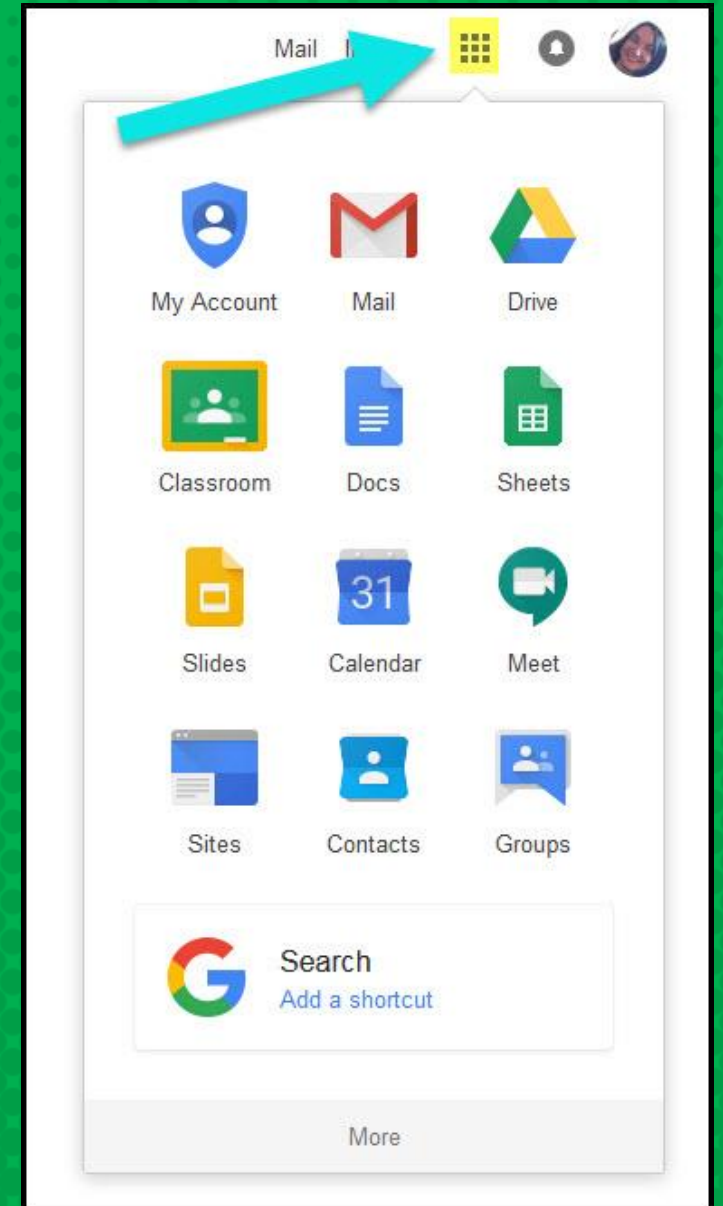 Mail
My Account Mail Drive
Classroom Docs Sheets
Slides Calendar Meet
31
Sites Contacts Groups
Search
Add a shortcut
More